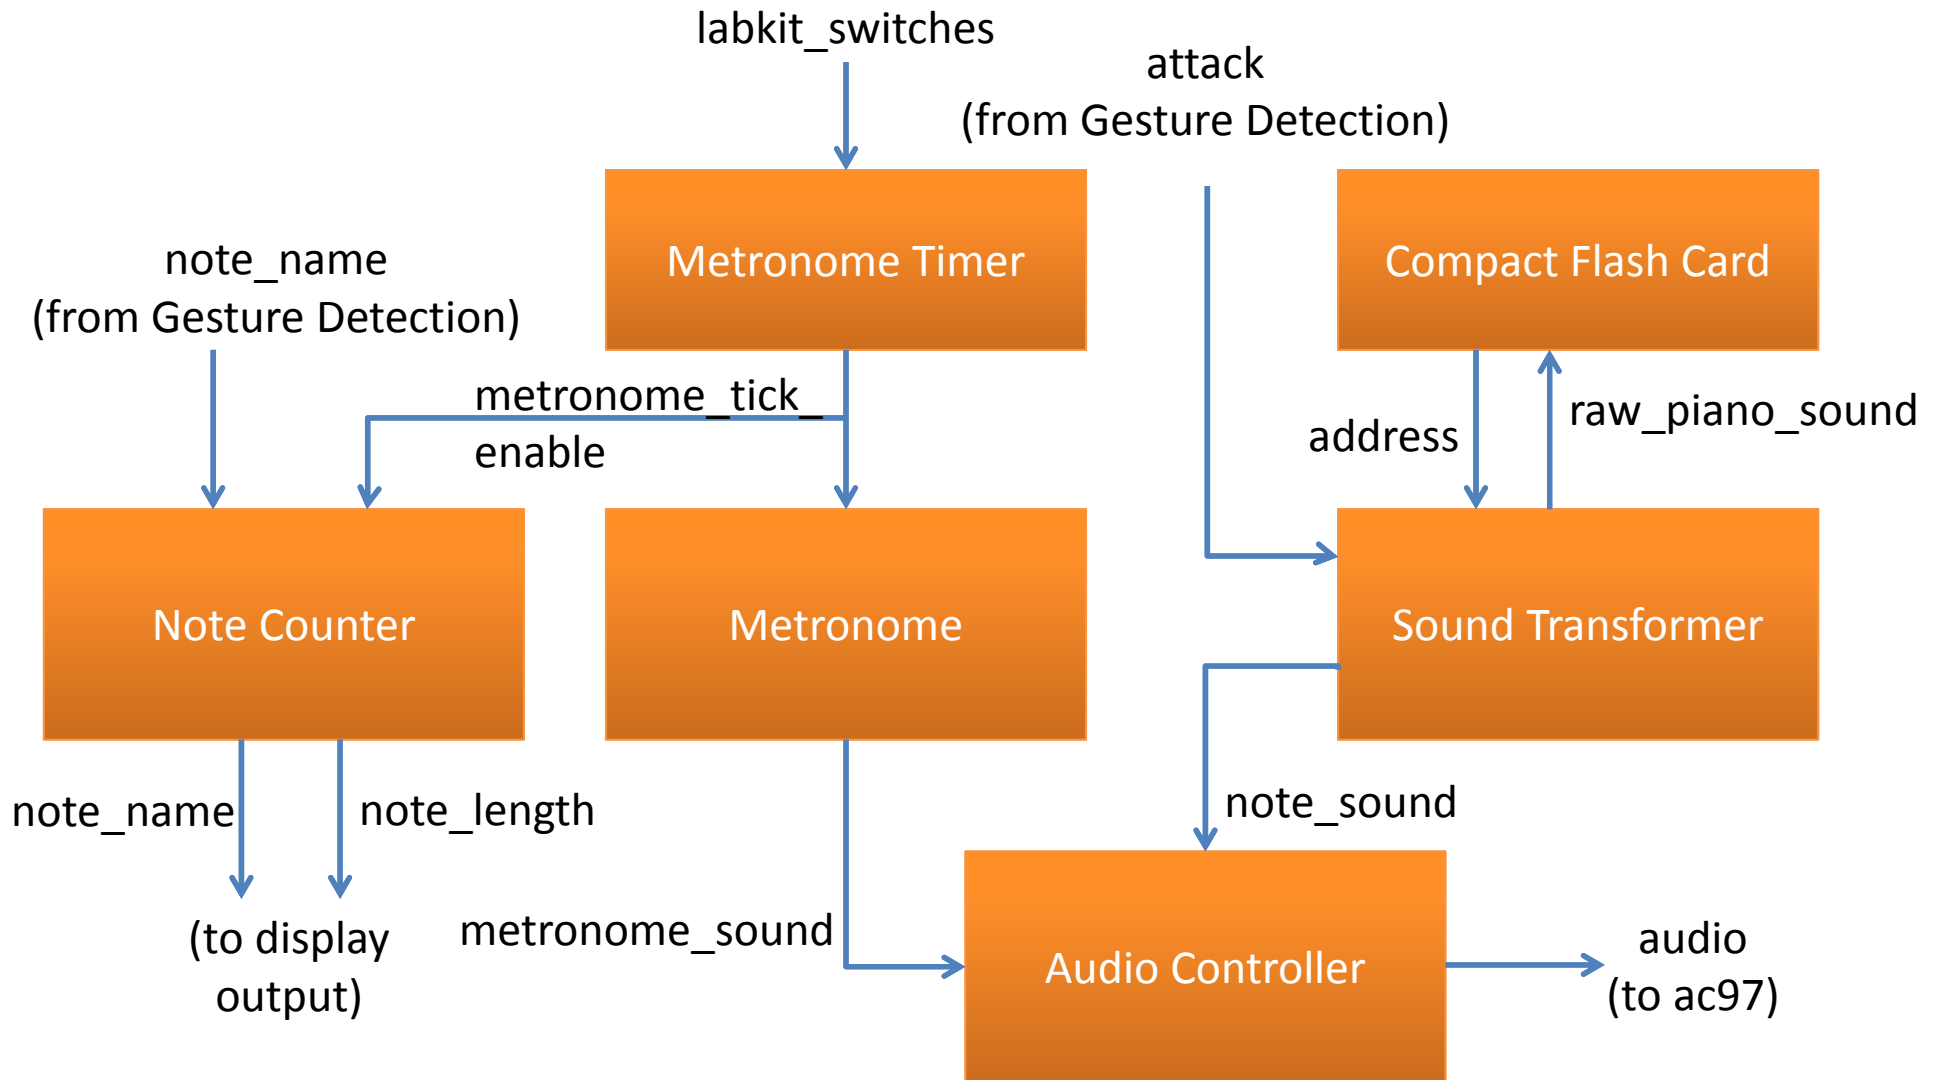 labkit_switches
attack
(from Gesture Detection)
Metronome Timer
Compact Flash Card
note_name
(from Gesture Detection)
metronome_tick_
enable
address
raw_piano_sound
Note Counter
Metronome
Sound Transformer
note_name
note_length
note_sound
(to display
output)
metronome_sound
Audio Controller
audio
(to ac97)